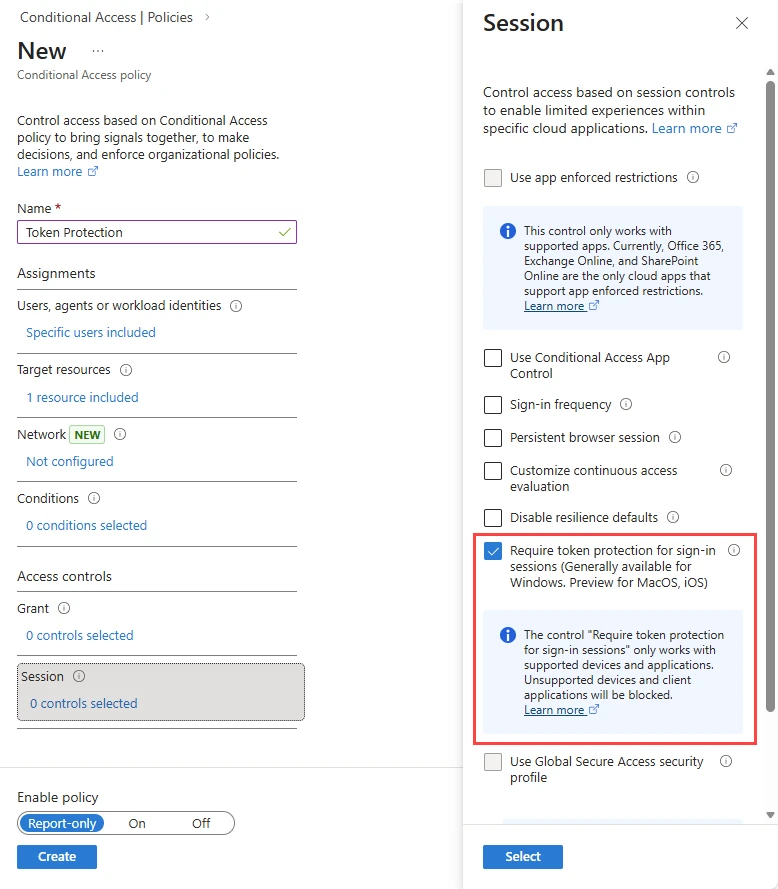 Conditional Access | Policies
New
...
Conditional Access policy
Control access based on Conditional Access
policy to bring signals together, to make
decisions, and enforce organizational policies.
Learn more
Name *
Token Protection
Assignments
Users, agents or workload identities
Specific users included
Target resources
1 resource included
Network NEW
Not configured
Conditions
0 conditions selected
Access controls
Grant
0 controls selected
Session
0 controls selected
Enable policy
Report-only On Off
Create
Session
Control access based on session controls
to enable limited experiences within
specific cloud applications. Learn more
Use app enforced restrictions
This control only works with
supported apps. Currently, Office 365,
Exchange Online, and SharePoint
Online are the only cloud apps that
support app enforced restrictions.
Learn more
Use Conditional Access App
Control
Sign-in frequency
Persistent browser session
Customize continuous access
evaluation
Disable resilience defaults
Require token protection for sign-in
sessions (Generally available for
Windows. Preview for MacOS, iOS)
The control "Require token protection
for sign-in sessions" only works with
supported devices and applications.
Unsupported devices and client
applications will be blocked.
Learn more
Use Global Secure Access security
profile
Select